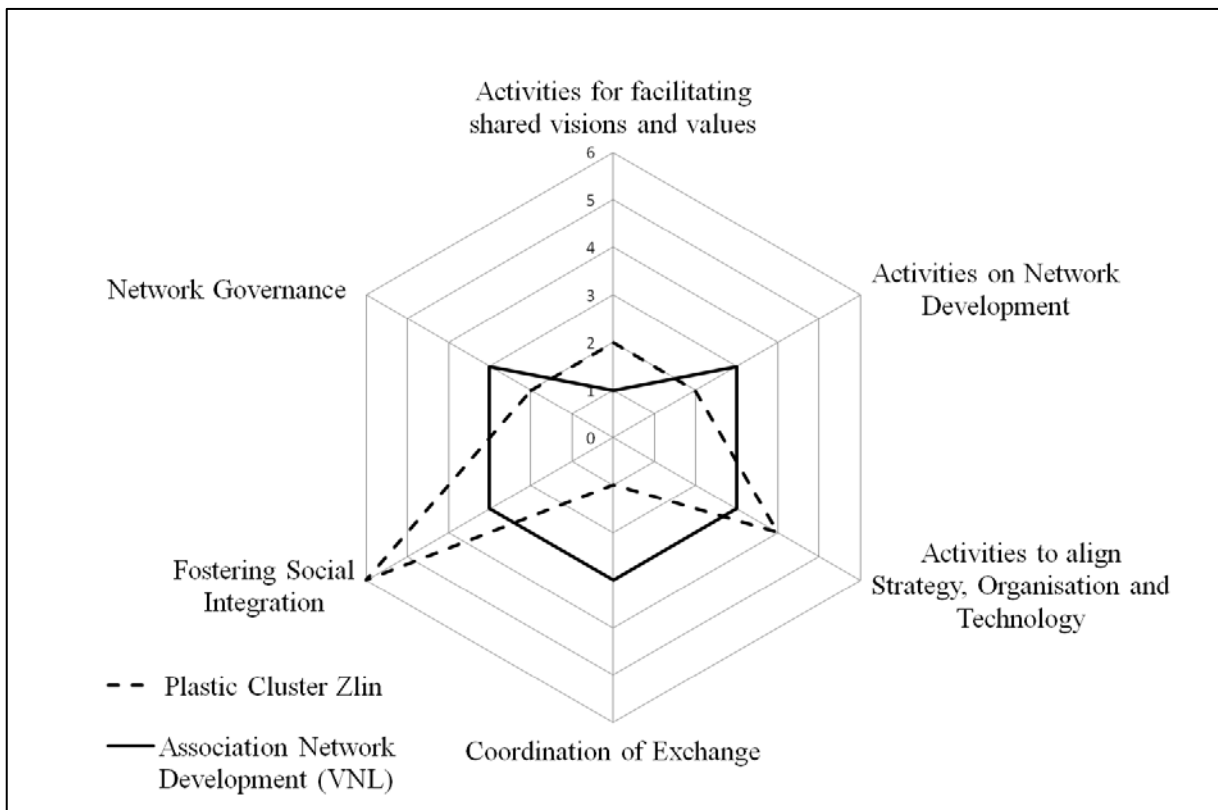 Activities for facilitating
shared visions and values
6
5
4
3
2
1
0
Network Governance
Activities on Network
Development
Fostering Social
Integration
Activities to align
Strategy, Organisation and
Technology
Coordination of Exchange
Plastic Cluster Zlin
Association Network
Development (VNL)